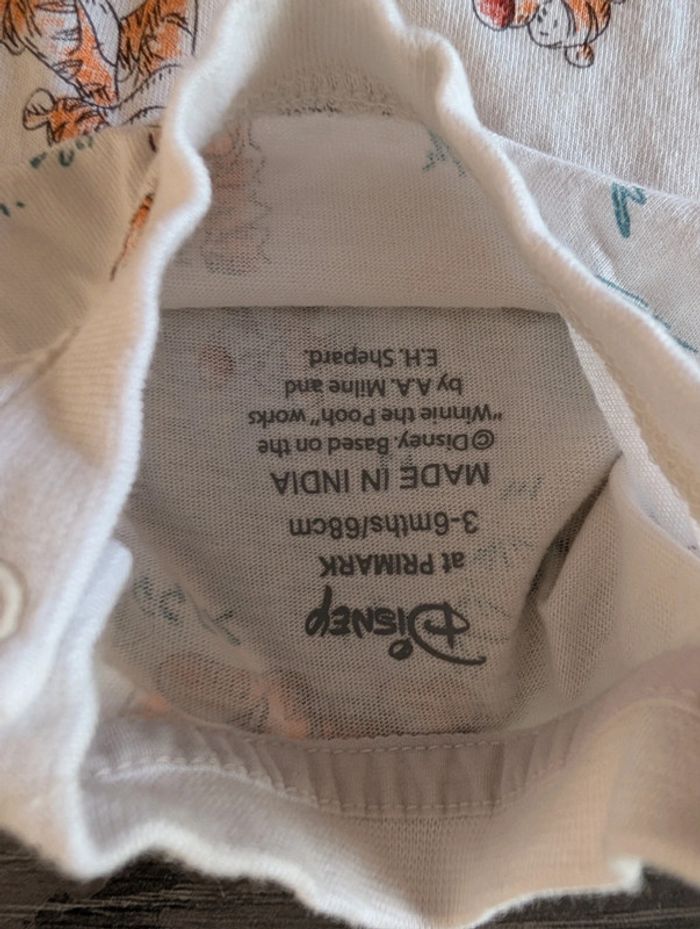 Disney
at PRIMARK
3-6mths/68cm
MADE IN INDIA
©Disney. Based on the
"Winnie the Pooh" works
by A.A. Milne and
E.H. Shepard.